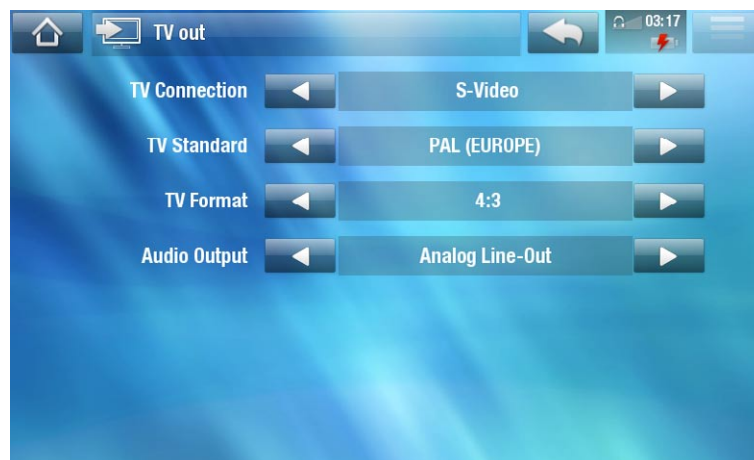 TV out
03:17
TV Connection S-Video
TV Standard PAL (EUROPE)
TV Format 4:3
Audio Output Analog Line-Out